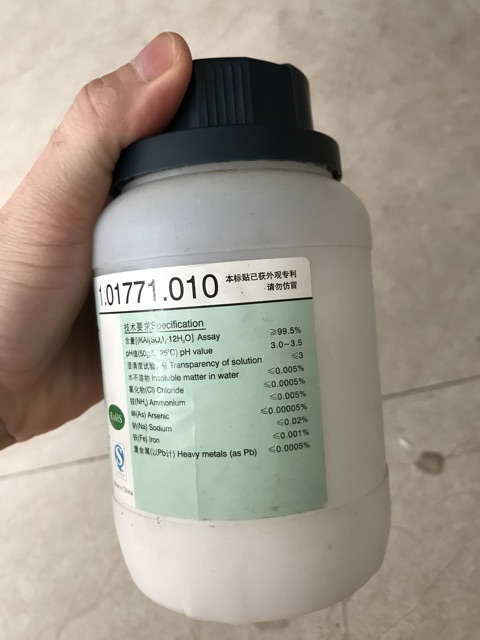 1.01771.010
本标贴已获外观专利
请勿仿冒
技术要求Specification
含量[(KAl(SO₄)₂·12H₂O] Assay ≥99.5%
pH值(50g/L, 25℃) pH value 3.0~3.5
澄清度试验/号 Transparency of solution ≤3
水不溶物 Insoluble matter in water ≤0.005%
氯化物(Cl) Chloride ≤0.0005%
铵(NH₄) Ammonium ≤0.005%
砷(As) Arsenic ≤0.00005%
钠(Na) Sodium ≤0.02%
铁(Fe) Iron ≤0.001%
重金属(以Pb计) Heavy metals (as Pb) ≤0.0005%
RoHS
in China